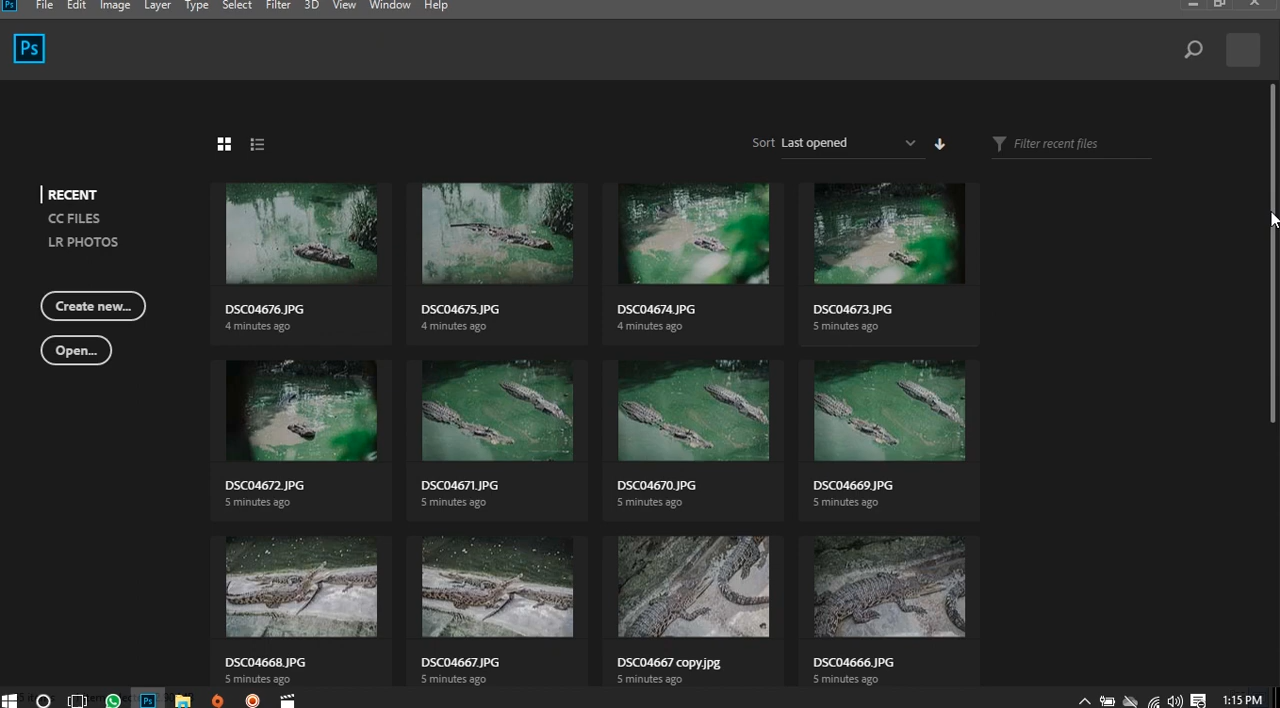 Ps File Edit Image Layer Type Select Filter 3D View Window Help
Ps
Sort Last opened
Filter recent files
RECENT
CC FILES
LR PHOTOS
Create new...
Open...
DSC04676.JPG
4 minutes ago
DSC04675.JPG
4 minutes ago
DSC04674.JPG
4 minutes ago
DSC04673.JPG
5 minutes ago
DSC04672.JPG
5 minutes ago
DSC04671.JPG
5 minutes ago
DSC04670.JPG
5 minutes ago
DSC04669.JPG
5 minutes ago
DSC04668.JPG
5 minutes ago
DSC04667.JPG
5 minutes ago
DSC04667 copy.jpg
5 minutes ago
DSC04666.JPG
5 minutes ago
Ps
1:15 PM